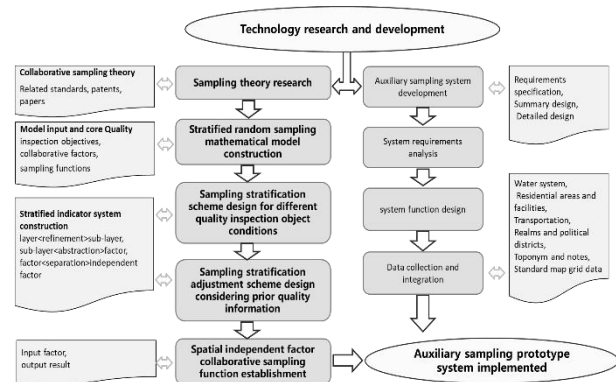 Technology research and development
Collaborative sampling theory
Related standards, patents,
papers
Sampling theory research
Auxiliary sampling system
development
Requirements
specification,
Summary design,
Detailed design
Model input and core Quality
inspection objectives,
collaborative factors,
sampling functions
Stratified random sampling
mathematical model
construction
System requirements
analysis
Sampling stratification
scheme design for different
quality inspection object
conditions
system function design
Stratified indicator system
construction
layer<refinement>sub-layer,
sub-layer<abstraction>factor,
factor<separation>independent
factor
Water system,
Residential areas and
facilities,
Transportation,
Realms and political
districts,
Toponym and notes,
Standard map grid data
Sampling stratification
adjustment scheme design
considering prior quality
information
Data collection and
integration
Input factor,
output result
Spatial independent factor
collaborative sampling
function establishment
Auxiliary sampling prototype
system implemented